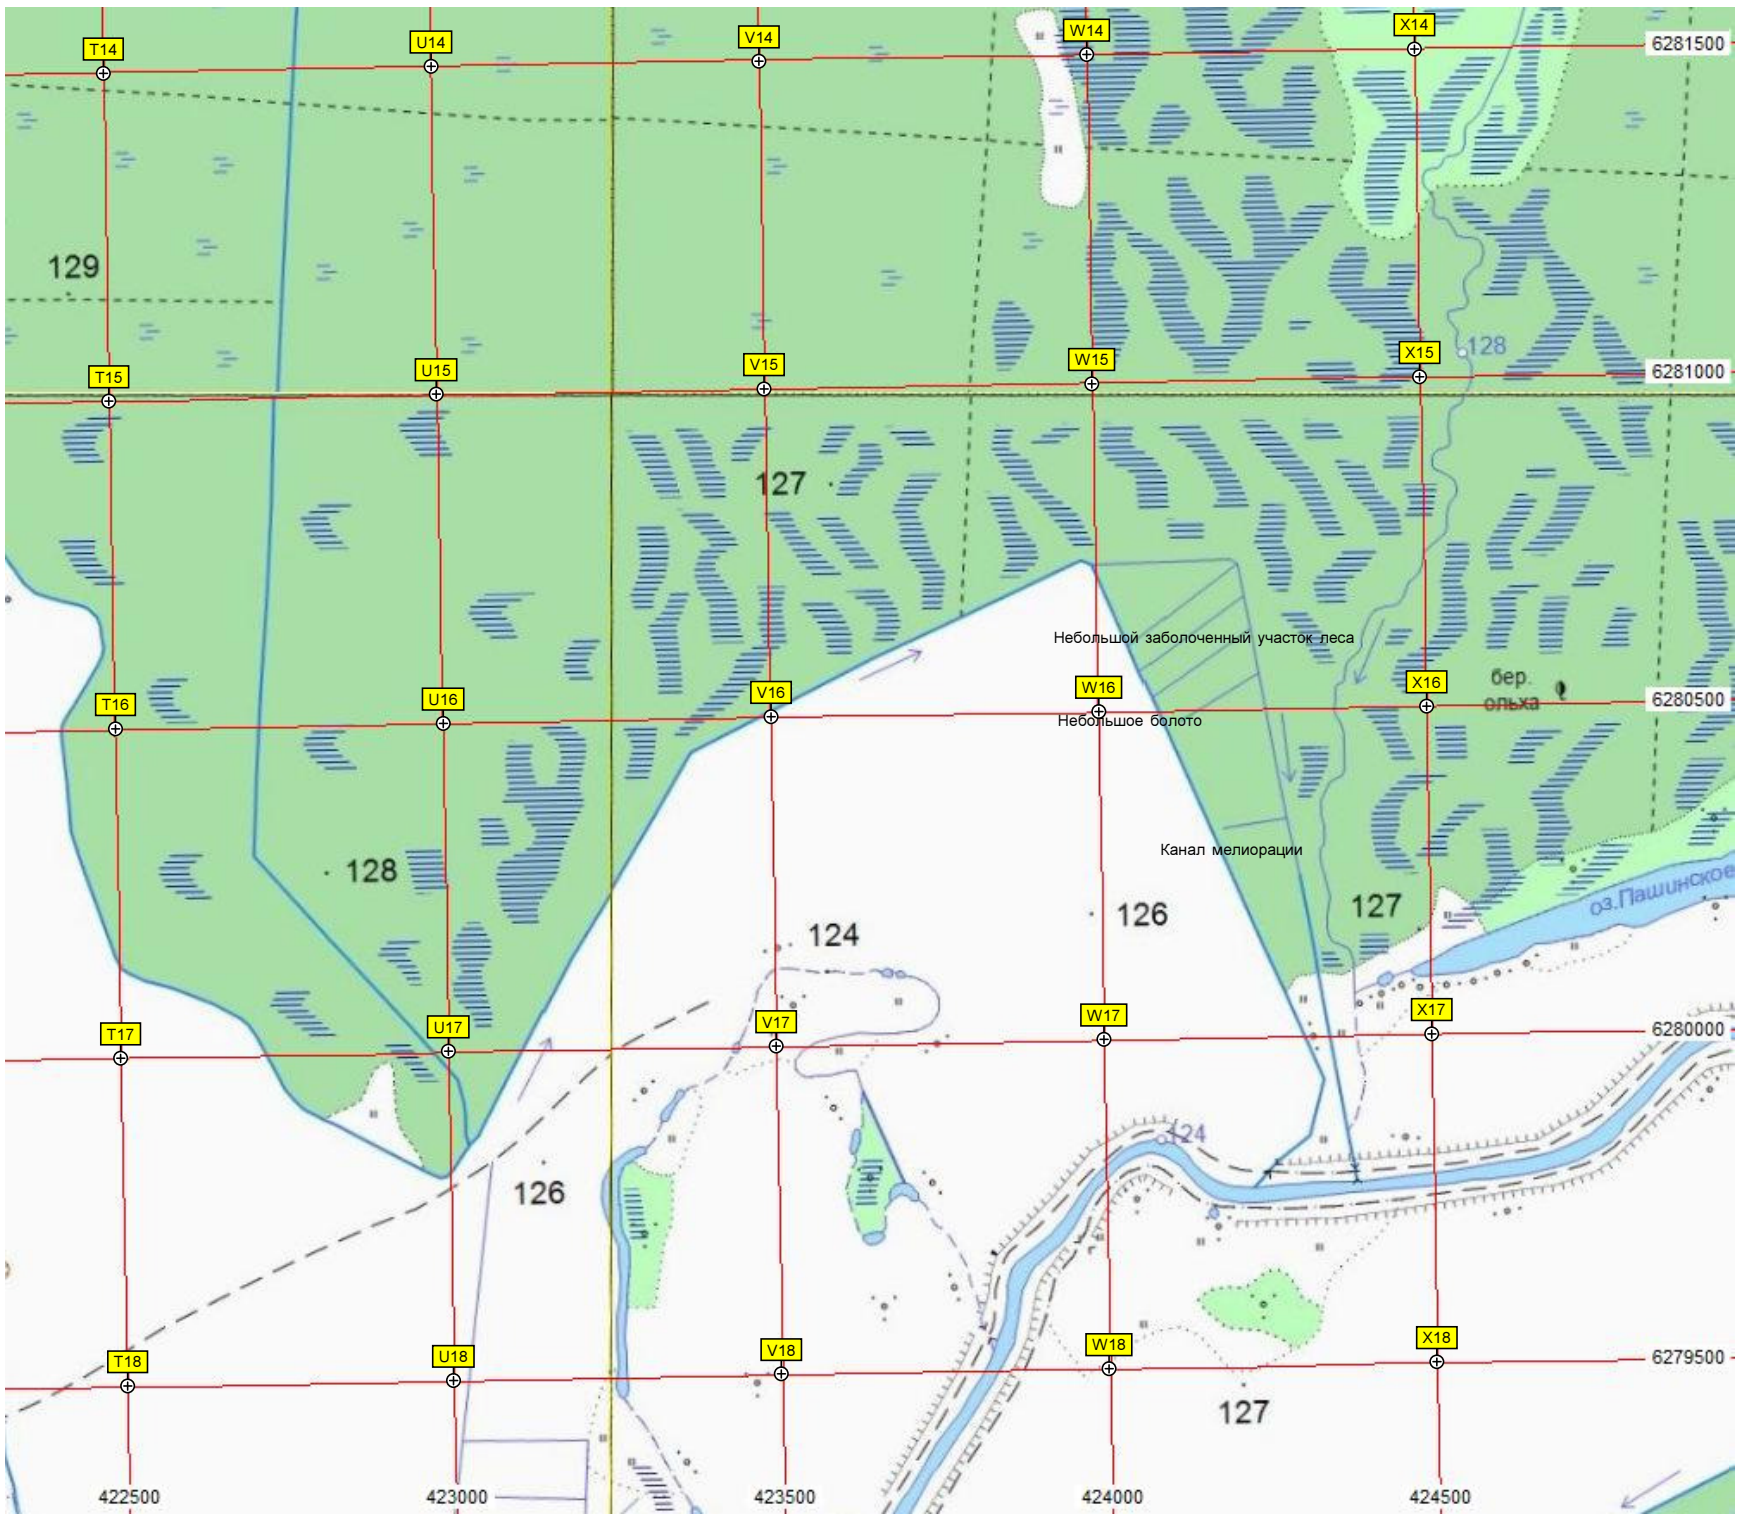 T14 U14 V14 W14 X14 6281500
129
128
T15 U15 V15 W15 X15 6281000
127
Небольшой заболоченный участок леса
T16 U16 V16 W16 X16 бер. 6280500
ольха
Небольшое болото
Канал мелиорации
128
оз.Пашинское
124 126 127
T17 U17 V17 W17 X17 6280000
124
126
T18 U18 V18 W18 X18 6279500
127
422500 423000 423500 424000 424500